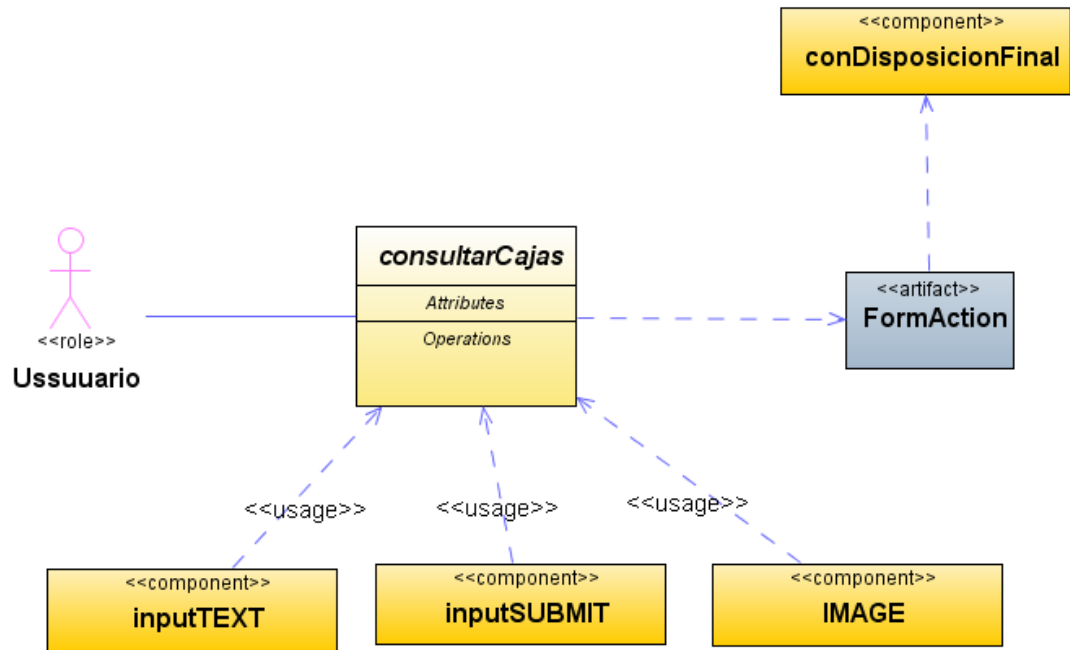 <<component>>
conDisposicionFinal
consultarCajas
Attributes
Operations
<<artifact>>
FormAction
<<role>>
Ussuuario
<<usage>>
<<usage>>
<<usage>>
<<component>>
inputTEXT
<<component>>
inputSUBMIT
<<component>>
IMAGE